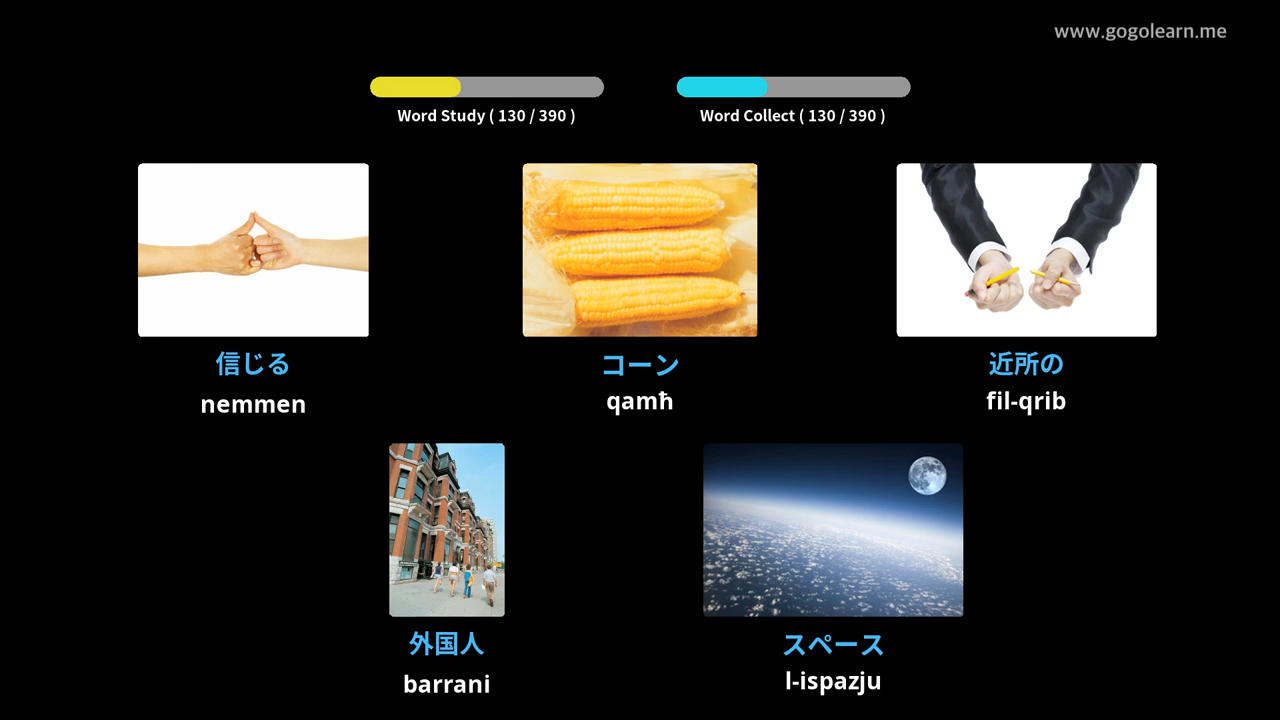 www.gogolearn.me
Word Study ( 130 / 390 )
Word Collect ( 130 / 390 )
信じる
nemmen
コーン
qamħ
近所の
fil-qrib
外国人
barrani
スペース
l-ispazju